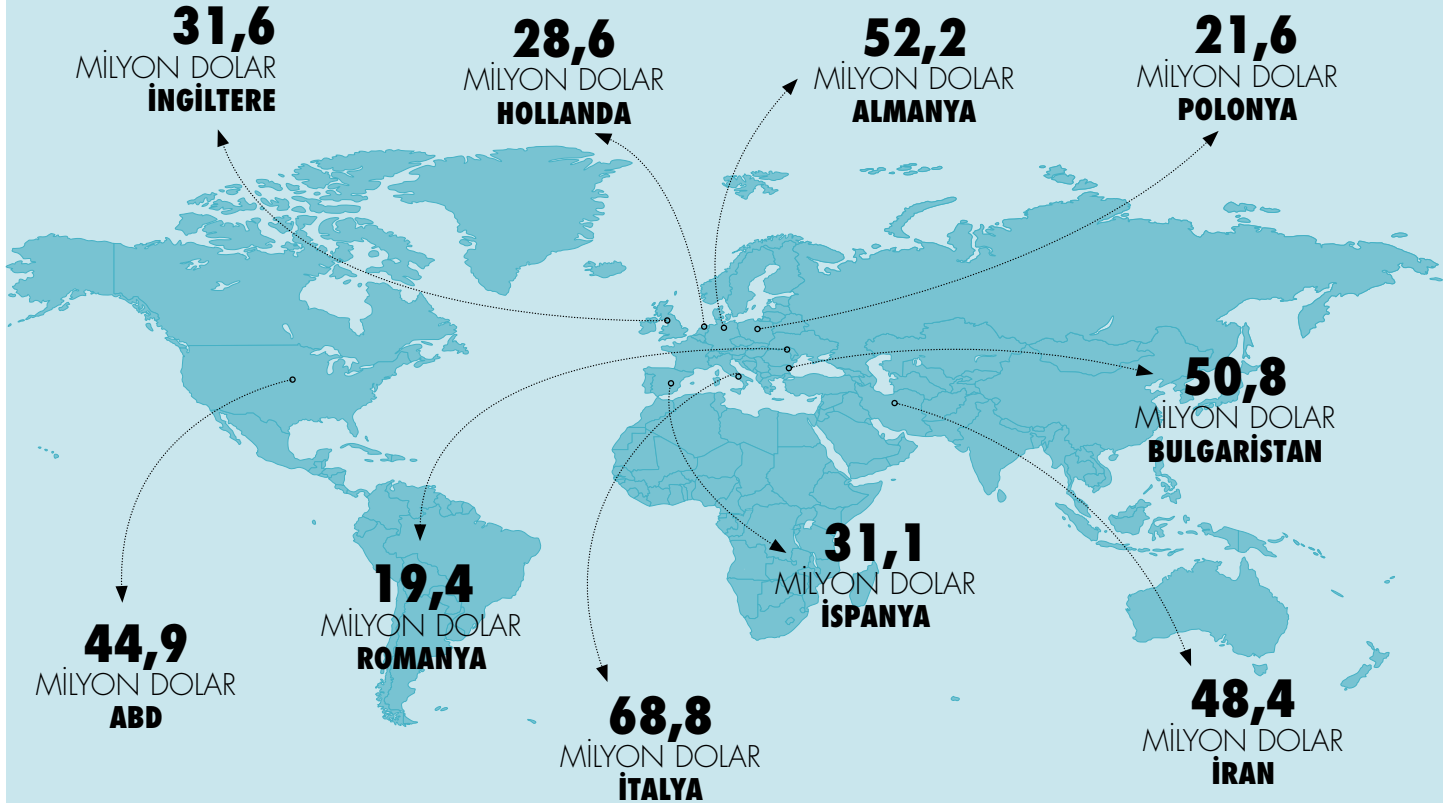 31,6
MİLYON DOLAR
İNGİLTERE
28,6
MİLYON DOLAR
HOLLANDA
52,2
MİLYON DOLAR
ALMANYA
21,6
MİLYON DOLAR
POLONYA
50,8
MİLYON DOLAR
BULGARİSTAN
31,1
MİLYON DOLAR
İSPANYA
19,4
MİLYON DOLAR
ROMANYA
44,9
MİLYON DOLAR
ABD
68,8
MİLYON DOLAR
İTALYA
48,4
MİLYON DOLAR
İRAN